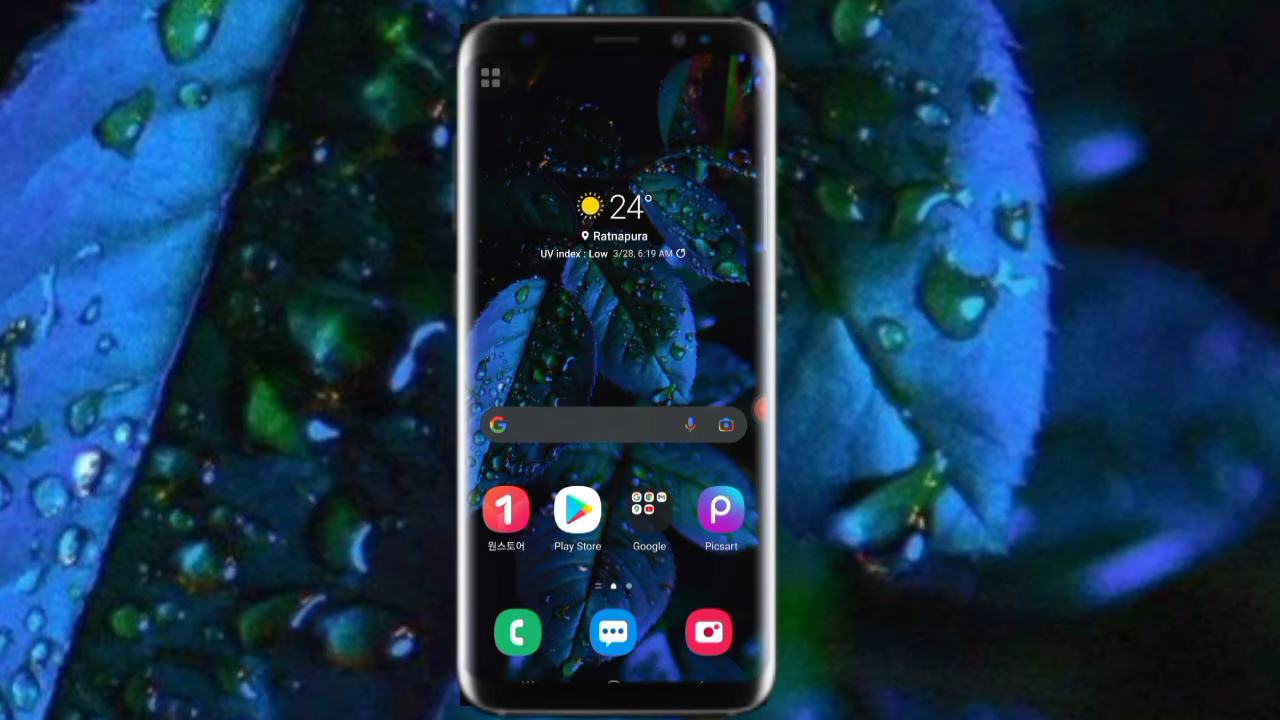 24°
Ratnapura
UV index : Low 3/28, 6:19 AM
원스토어 Play Store Google Picsart